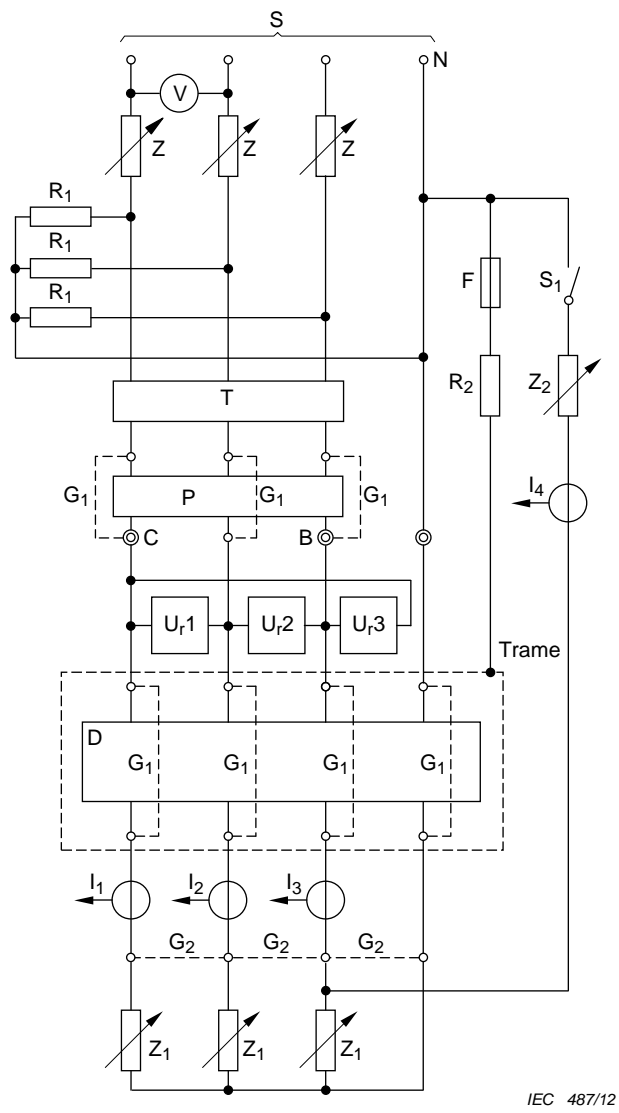 S
N
V
Z Z Z
R1
R1
R1
F S1
R2 Z2
T
I4
G1 P G1 G1
C B
Ur1 Ur2 Ur3
Trame
D
G1 G1 G1 G1
I1 I2 I3
G2 G2 G2
Z1 Z1 Z1
IEC 487/12